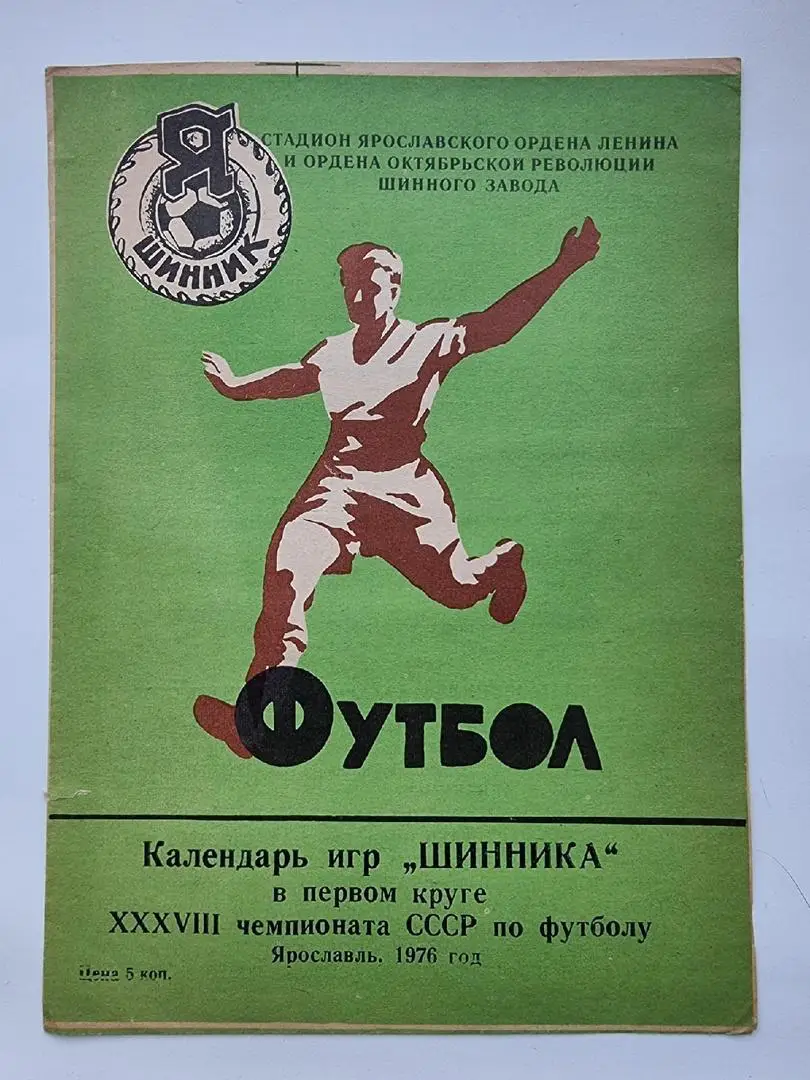 Я
ШИННИК
СТАДИОН ЯРОСЛАВСКОГО ОРДЕНА ЛЕНИНА
И ОРДЕНА ОКТЯБРЬСКОЙ РЕВОЛЮЦИИ
ШИННОГО ЗАВОДА
ФУТБОЛ
Календарь игр „ШИННИКА“
в первом круге
XXXVIII чемпионата СССР по футболу
Ярославль. 1976 год
Цена 5 коп.